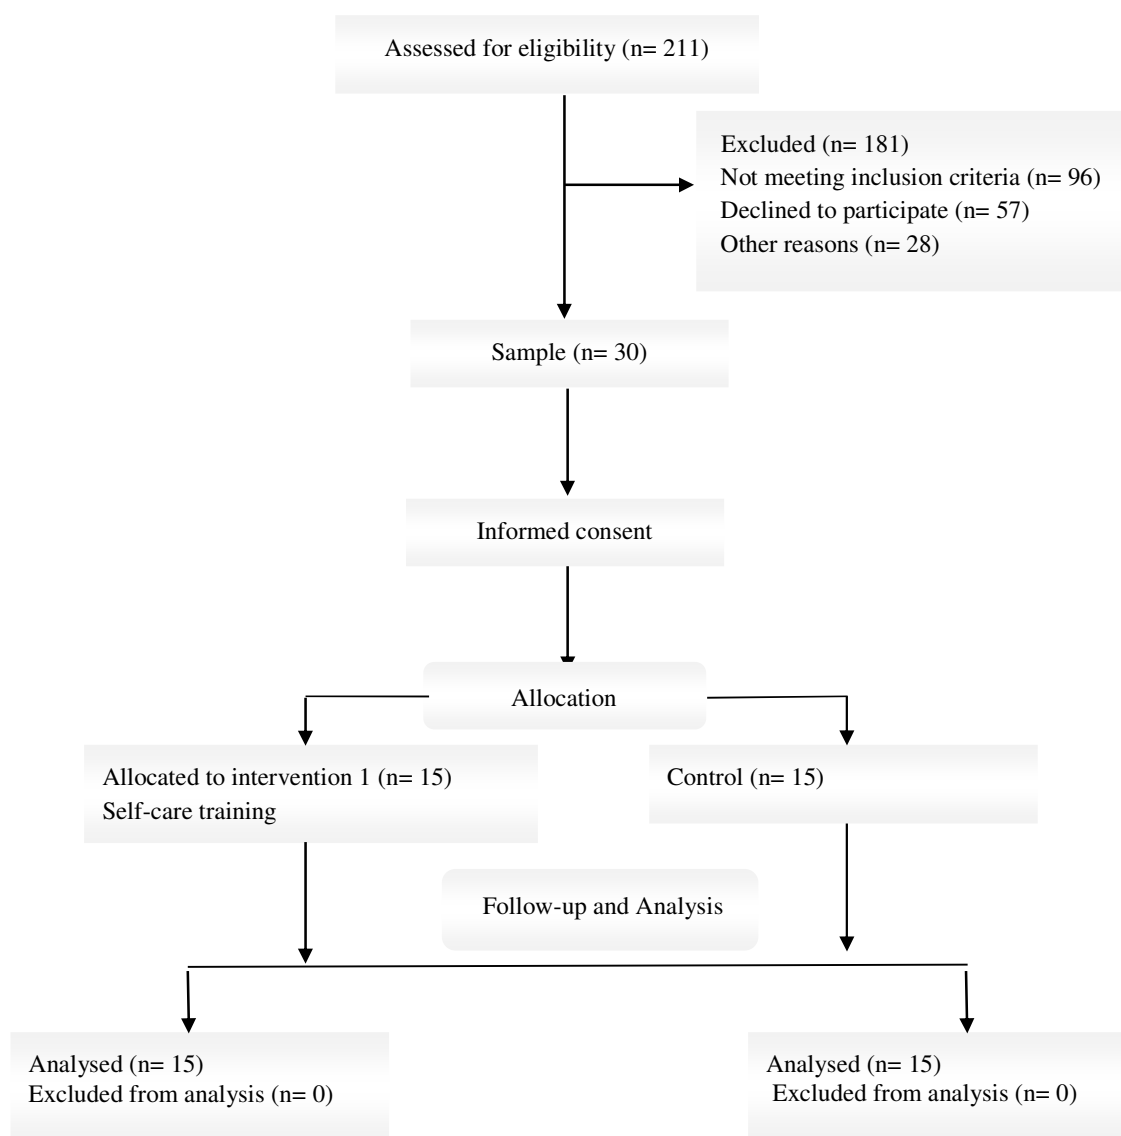 Assessed for eligibility (n= 211)
Excluded (n= 181)
Not meeting inclusion criteria (n= 96)
Declined to participate (n= 57)
Other reasons (n= 28)
Sample (n= 30)
Informed consent
Allocation
Allocated to intervention 1 (n= 15)
Self-care training
Control (n= 15)
Follow-up and Analysis
Analysed (n= 15)
Excluded from analysis (n= 0)
Analysed (n= 15)
Excluded from analysis (n= 0)